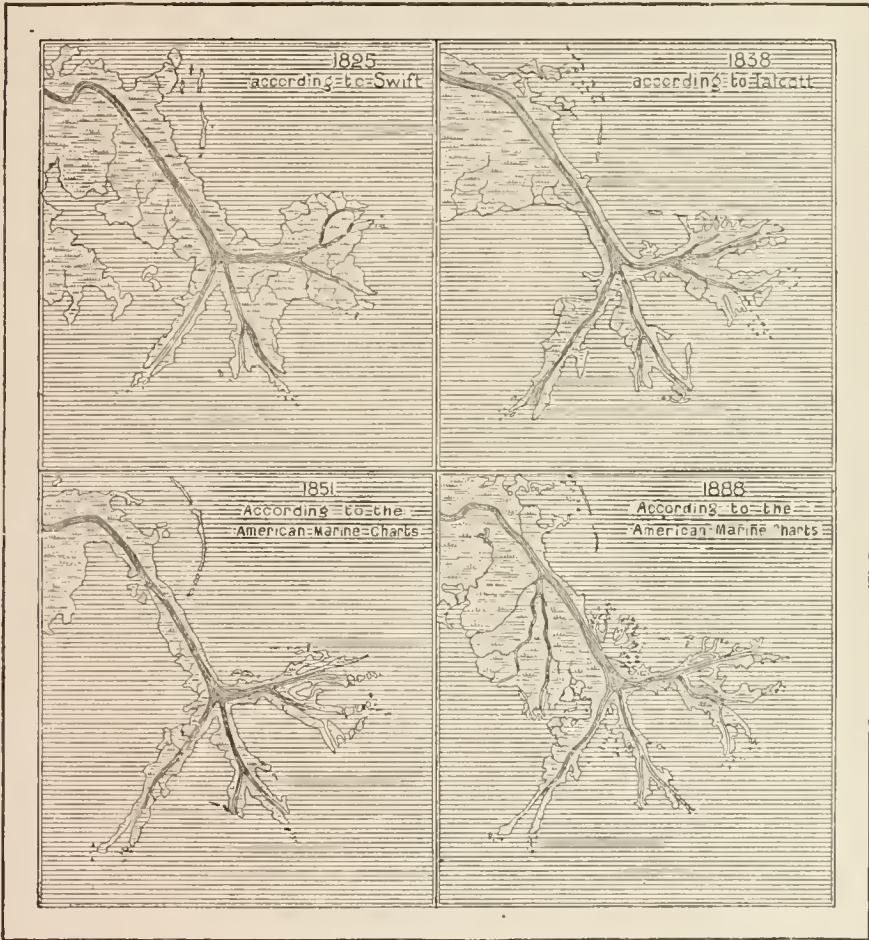 1825
according to Swift
1838
according to Talcott
1851
According to the
American Marine Charts
1888
According to the
American Marine Charts